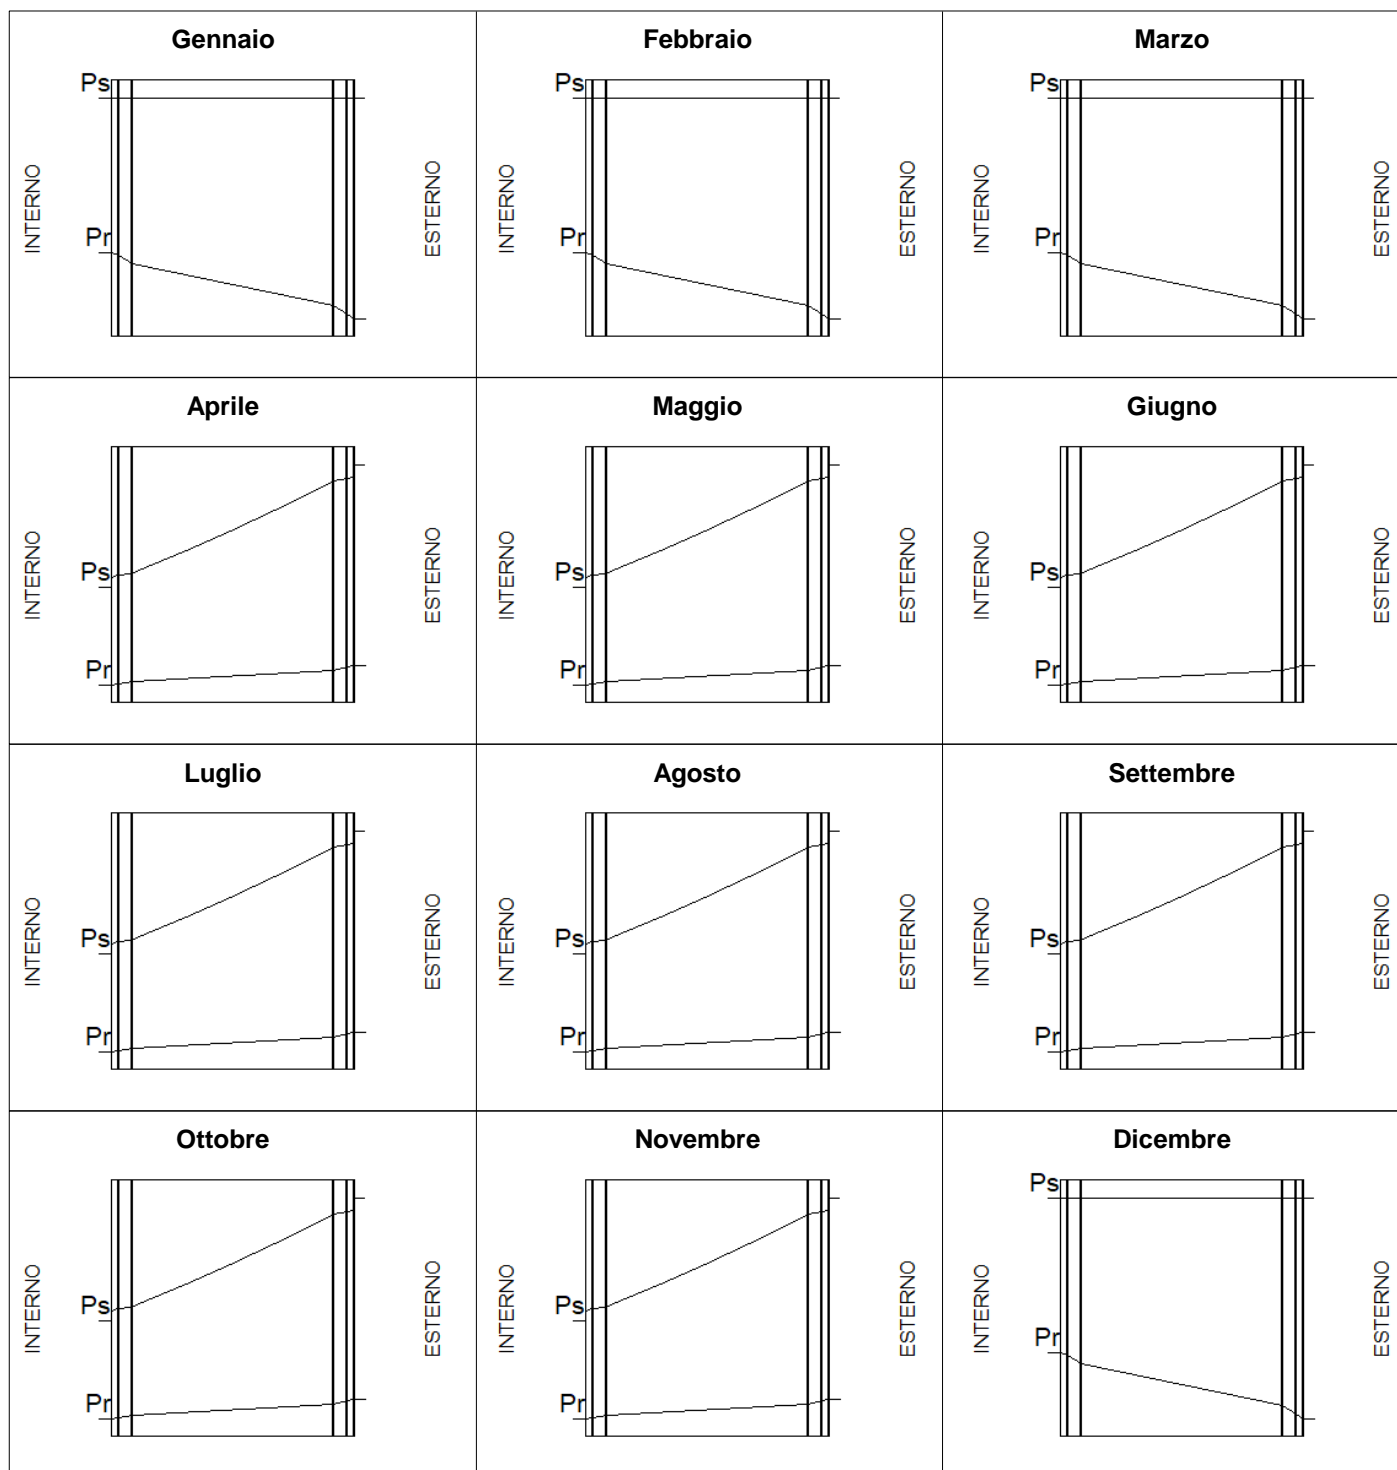 Gennaio
Ps
Pr
INTERNO
ESTERNO
Febbraio
Ps
Pr
INTERNO
ESTERNO
Marzo
Ps
Pr
INTERNO
ESTERNO
Aprile
Ps
Pr
INTERNO
ESTERNO
Maggio
Ps
Pr
INTERNO
ESTERNO
Giugno
Ps
Pr
INTERNO
ESTERNO
Luglio
Ps
Pr
INTERNO
ESTERNO
Agosto
Ps
Pr
INTERNO
ESTERNO
Settembre
Ps
Pr
INTERNO
ESTERNO
Ottobre
Ps
Pr
INTERNO
ESTERNO
Novembre
Ps
Pr
INTERNO
ESTERNO
Dicembre
Ps
Pr
INTERNO
ESTERNO